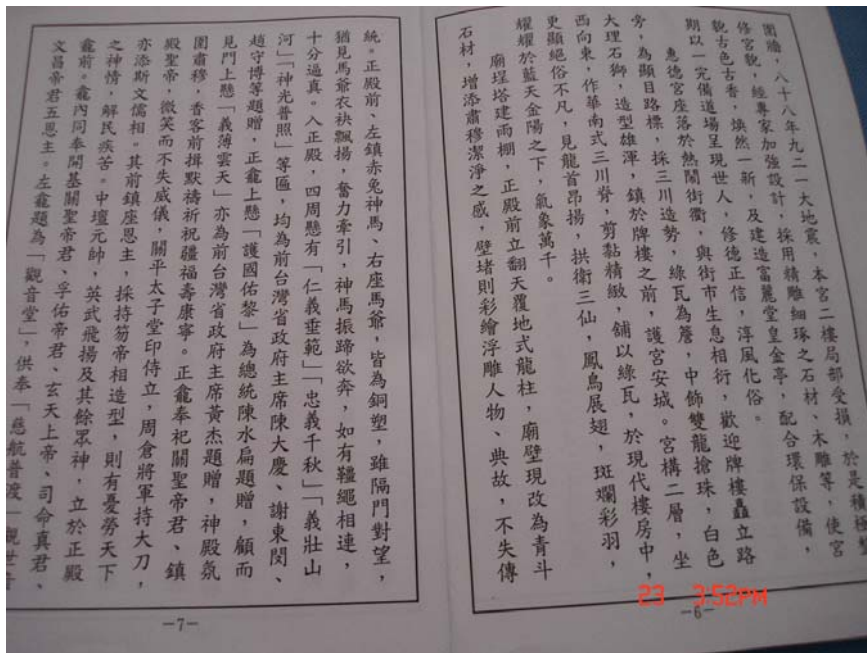 圍牆，八十八年九二一大地震，本宮二樓局部受損，於是積極整
修宮貌，經專家加強設計，採用精雕細琢之石材、木雕等，使宮
貌古色古香，煥然一新，及建造富麗堂皇金亭，配合環保設備，
期以一完備道場呈現世人，修德正信，淳風化俗。
惠德宮座落於熱鬧街衢，與街市生息相衍，歡迎牌樓矗立路
旁，為顯目路標，採三川造勢，綠瓦為簷，中飾雙龍搶珠，白色
大理石獅，造型雄渾，鎮於牌樓之前，護宮安城。宮構二層，坐
西向東，作華南式三川脊，剪黏精緻，舖以綠瓦，於現代樓房中，
更顯絕俗不凡，見龍首昂揚，拱衛三仙，鳳鳥展翅，斑斕彩羽，
耀耀於藍天金陽之下，氣象萬千。
廟埕塔建雨棚，正殿前立翻天覆地式龍柱，廟壁現改為青斗
石材，增添肅穆潔淨之感，壁堵則彩繪浮雕人物、典故，不失傳
-6-
統。正殿前、左鎮赤兔神馬、右座馬爺，皆為銅塑，雖隔門對望，
猶見馬爺衣袂飄揚，奮力牽引，神馬振蹄欲奔，如有韁繩相連，
十分逼真。入正殿，四周懸有「仁義垂範」「忠義千秋」「義壯山
河」「神光普照」等匾，均為前台灣省政府主席陳大慶 謝東閔、
趙守博等題贈，正龕上懸「護國佑黎」為總統陳水扁題贈，顧而
見門上懸「義薄雲天」亦為前台灣省政府主席黃杰題贈，神殿氛
圍肅穆，香客前揖默禱祈祝疆福壽康寧。正龕奉祀關聖帝君、鎮
殿聖帝，微笑而不失威儀，關平太子堂印侍立，周倉將軍持大刀，
亦添斯文儒相。其前鎮座恩主，採持笏帝相造型，則有憂勞天下
之神情，解民疾苦。中壇元帥，英武飛揚及其餘眾神，立於正殿
龕前。龕內同奉開基關聖帝君、孚佑帝君、玄天上帝、司命真君、
文昌帝君五恩主。左龕題為「觀音堂」，供奉「慈航普渡」觀世音
-7-
23 3:52PM